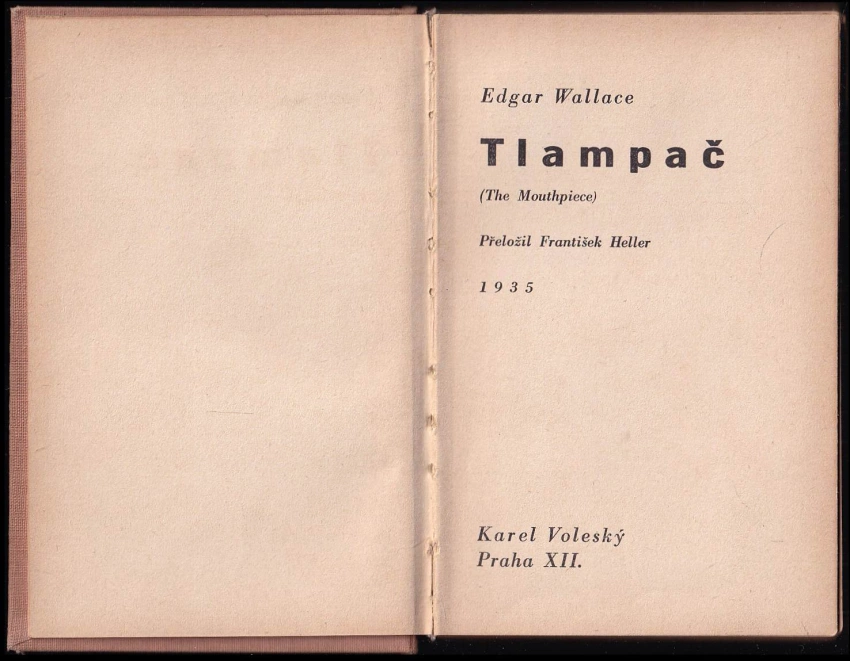 Edgar Wallace
Tlampač
(The Mouthpiece)
Přeložil František Heller
1935
Karel Voleský
Praha XII.